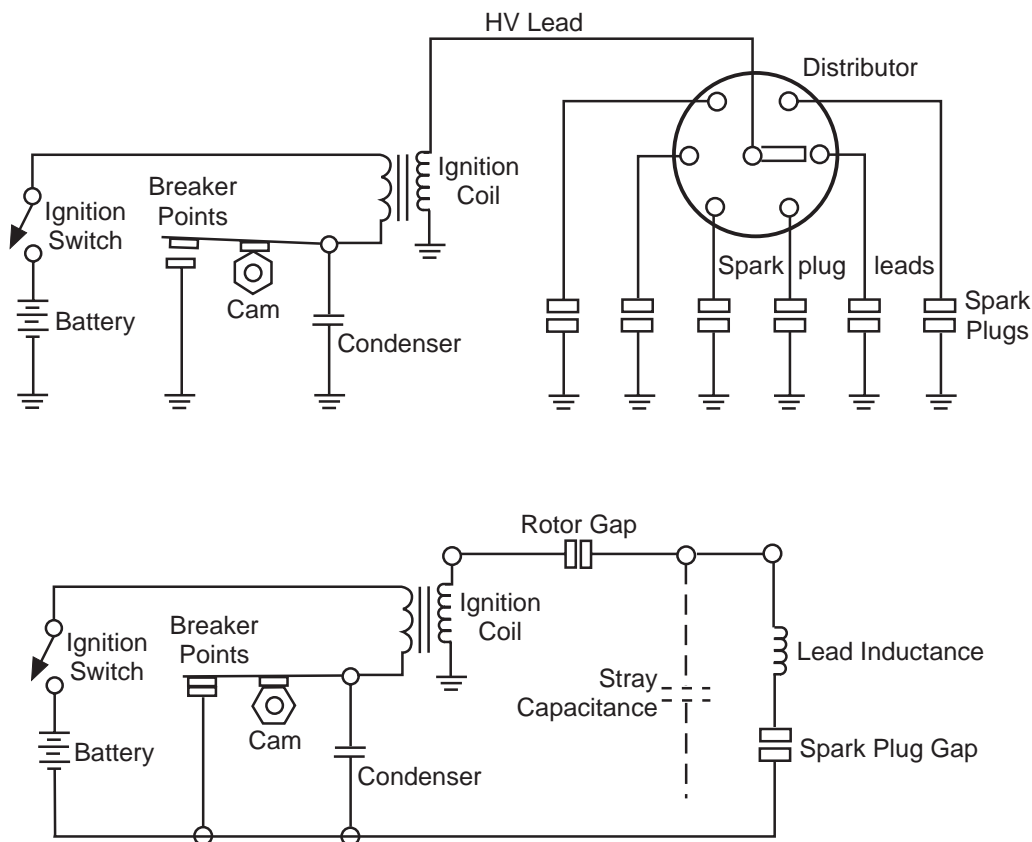 HV Lead
Distributor
Ignition
Coil
Breaker
Points
Ignition
Switch
Spark plug leads
Cam
Battery
Condenser
Spark
Plugs
Rotor Gap
Ignition
Coil
Breaker
Points
Ignition
Switch
Lead Inductance
Stray
Capacitance
Cam
Battery
Condenser
Spark Plug Gap